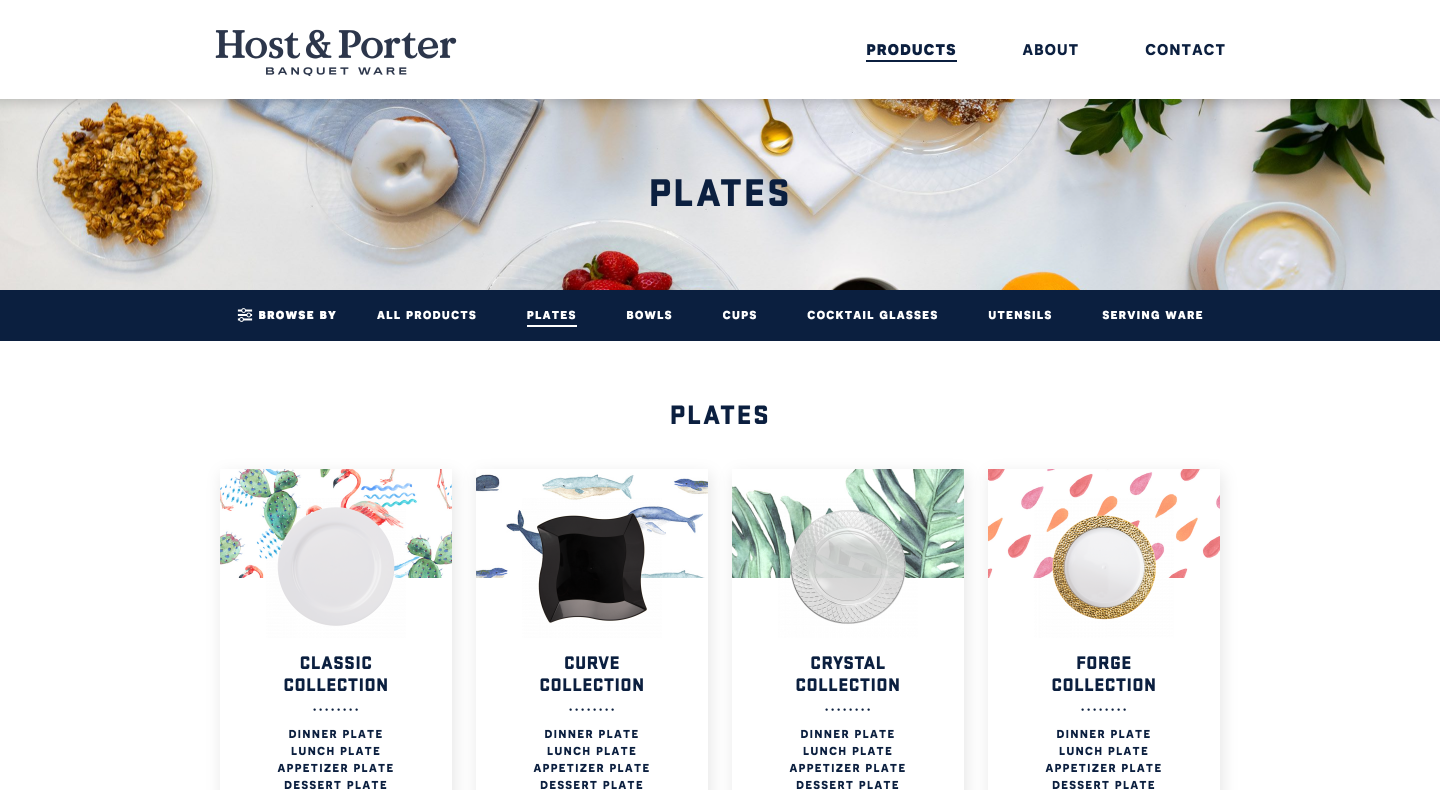 Host & Porter
BANQUET WARE
PRODUCTS
ABOUT
CONTACT
PLATES
BROWSE BY
ALL PRODUCTS
PLATES
BOWLS
CUPS
COCKTAIL GLASSES
UTENSILS
SERVING WARE
PLATES
CLASSIC
COLLECTION
DINNER PLATE
LUNCH PLATE
APPETIZER PLATE
DESSERT PLATE
CURVE
COLLECTION
DINNER PLATE
LUNCH PLATE
APPETIZER PLATE
DESSERT PLATE
CRYSTAL
COLLECTION
DINNER PLATE
LUNCH PLATE
APPETIZER PLATE
DESSERT PLATE
FORGE
COLLECTION
DINNER PLATE
LUNCH PLATE
APPETIZER PLATE
DESSERT PLATE